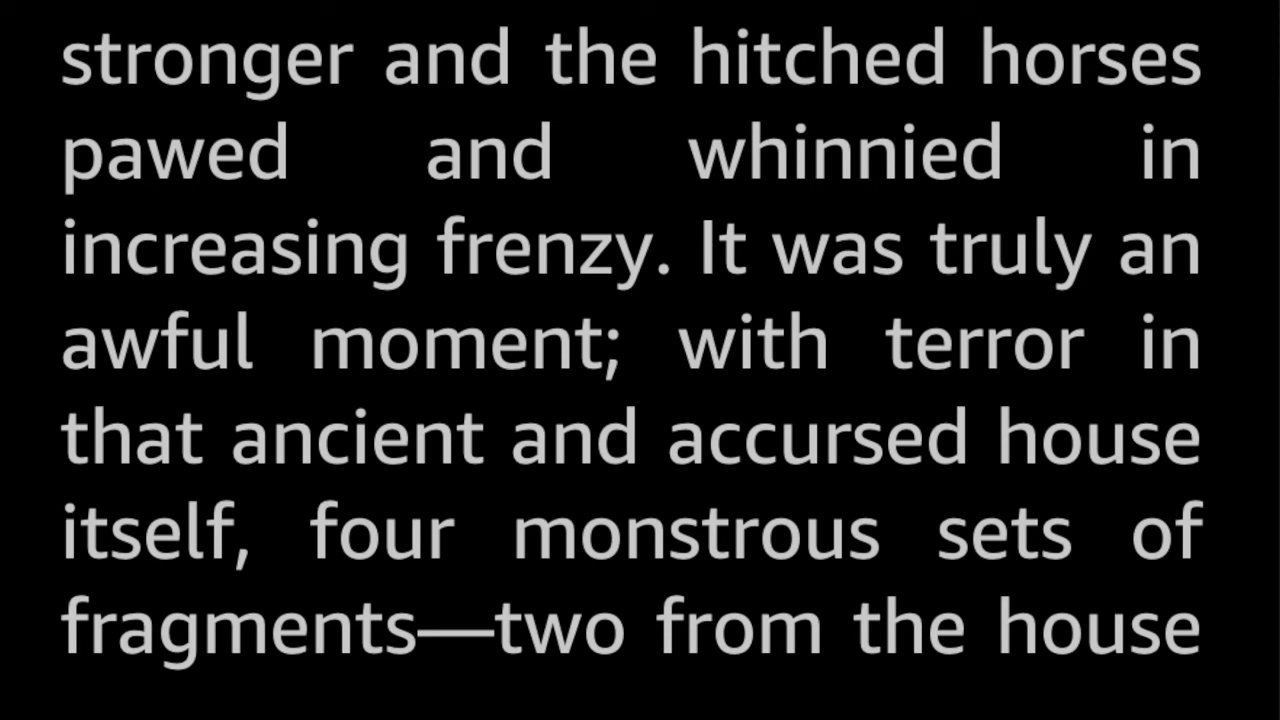 stronger and the hitched horses
pawed and whinnied in
increasing frenzy. It was truly an
awful moment; with terror in
that ancient and accursed house
itself, four monstrous sets of
fragments—two from the house